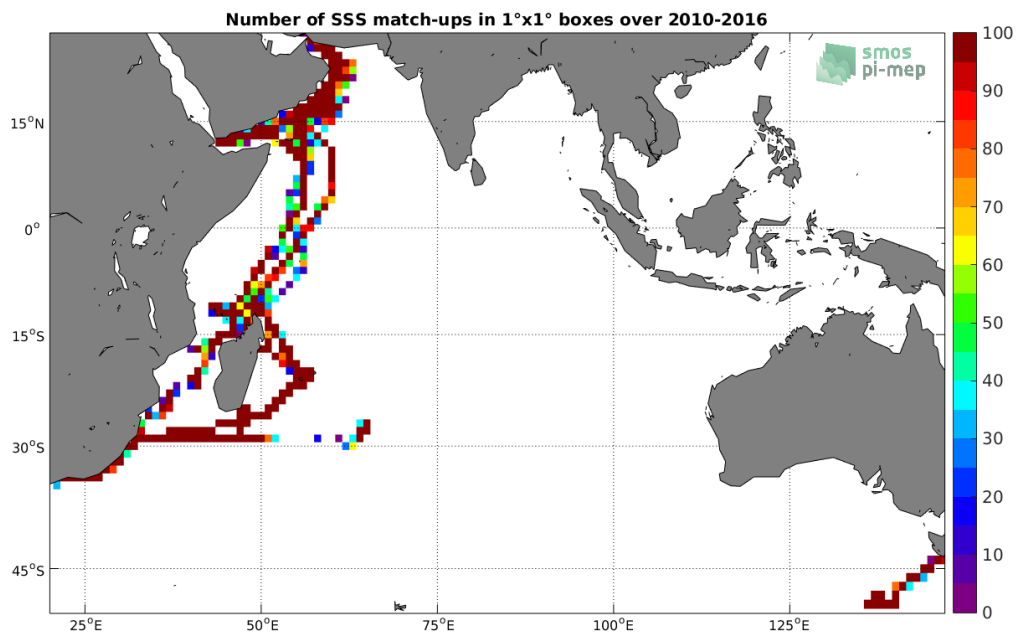 Number of SSS match-ups in 1°x1° boxes over 2010-2016
smos
pi-mep
15°N
0°
15°S
30°S
45°S
25°E
50°E
75°E
100°E
125°E
100
90
80
70
60
50
40
30
20
10
0